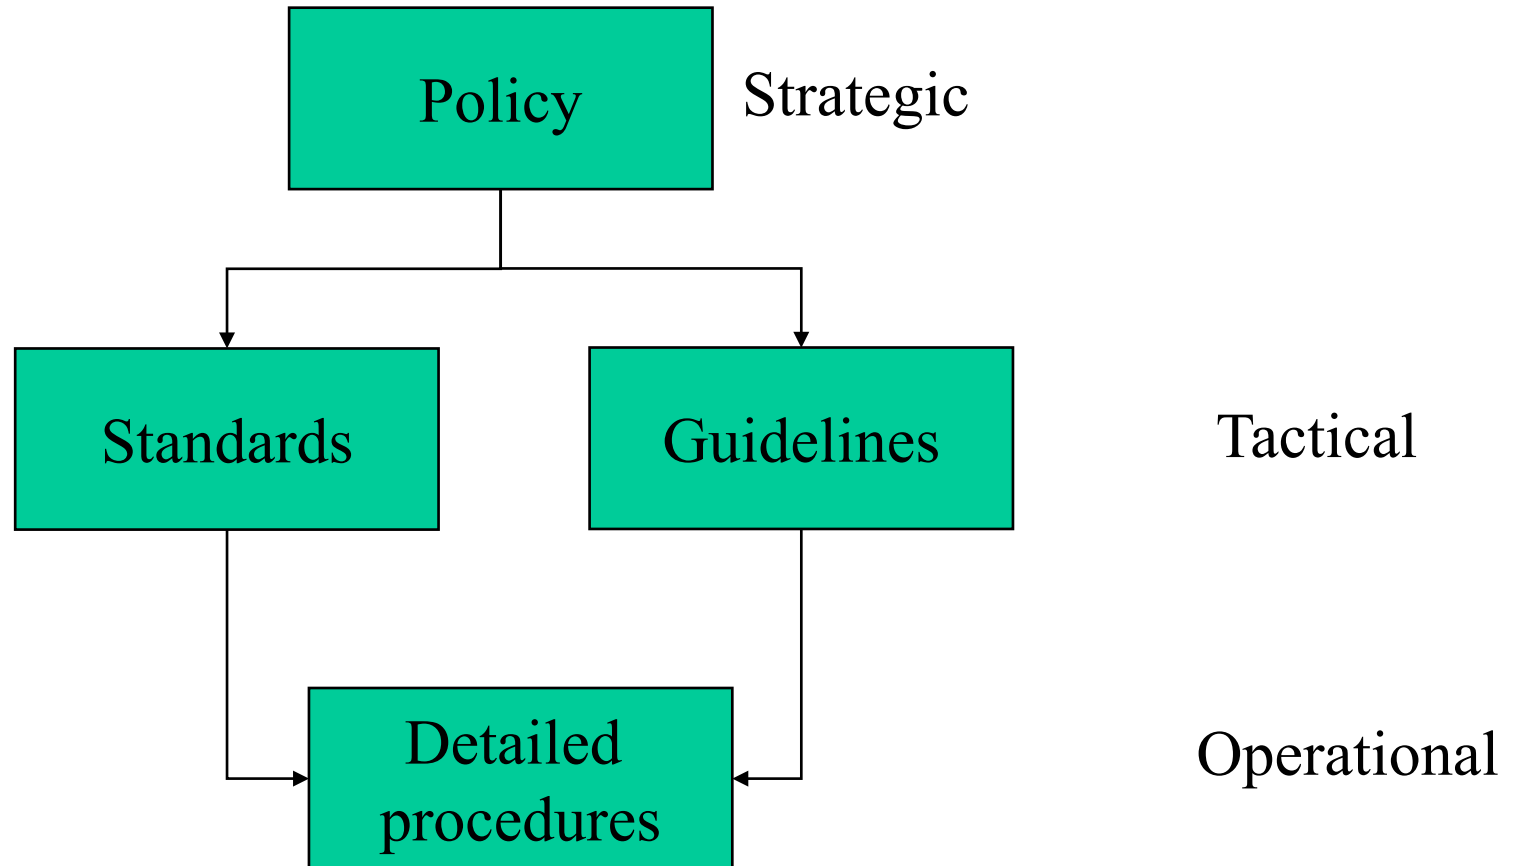 Policy
Strategic
Standards
Guidelines
Tactical
Detailed
procedures
Operational